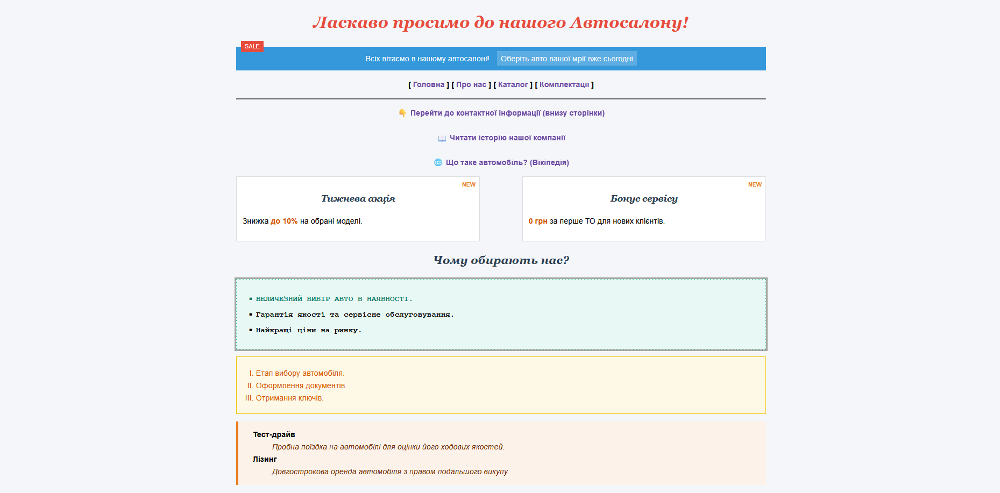 Ласкаво просимо до нашого Автосалону!
SALE
Всіх вітаємо в нашому автосалоні! Оберіть авто вашої мрії вже сьогодні
[ Головна ] [ Про нас ] [ Каталог ] [ Комплектації ]
Перейти до контактної інформації (внизу сторінки)
Читати історію нашої компанії
Що таке автомобіль? (Вікіпедія)
NEW
Тижнева акція
Знижка до 10% на обрані моделі.
NEW
Бонус сервісу
0 грн за перше ТО для нових клієнтів.
Чому обирають нас?
▪ ВЕЛИЧЕЗНИЙ ВИБІР АВТО В НАЯВНОСТІ.
▪ Гарантія якості та сервісне обслуговування.
▪ Найкращі ціни на ринку.
I. Етап вибору автомобіля.
II. Оформлення документів.
III. Отримання ключів.
Тест-драйв
Пробна поїздка на автомобілі для оцінки його ходових якостей.
Лізинг
Довгострокова оренда автомобіля з правом подальшого викупу.